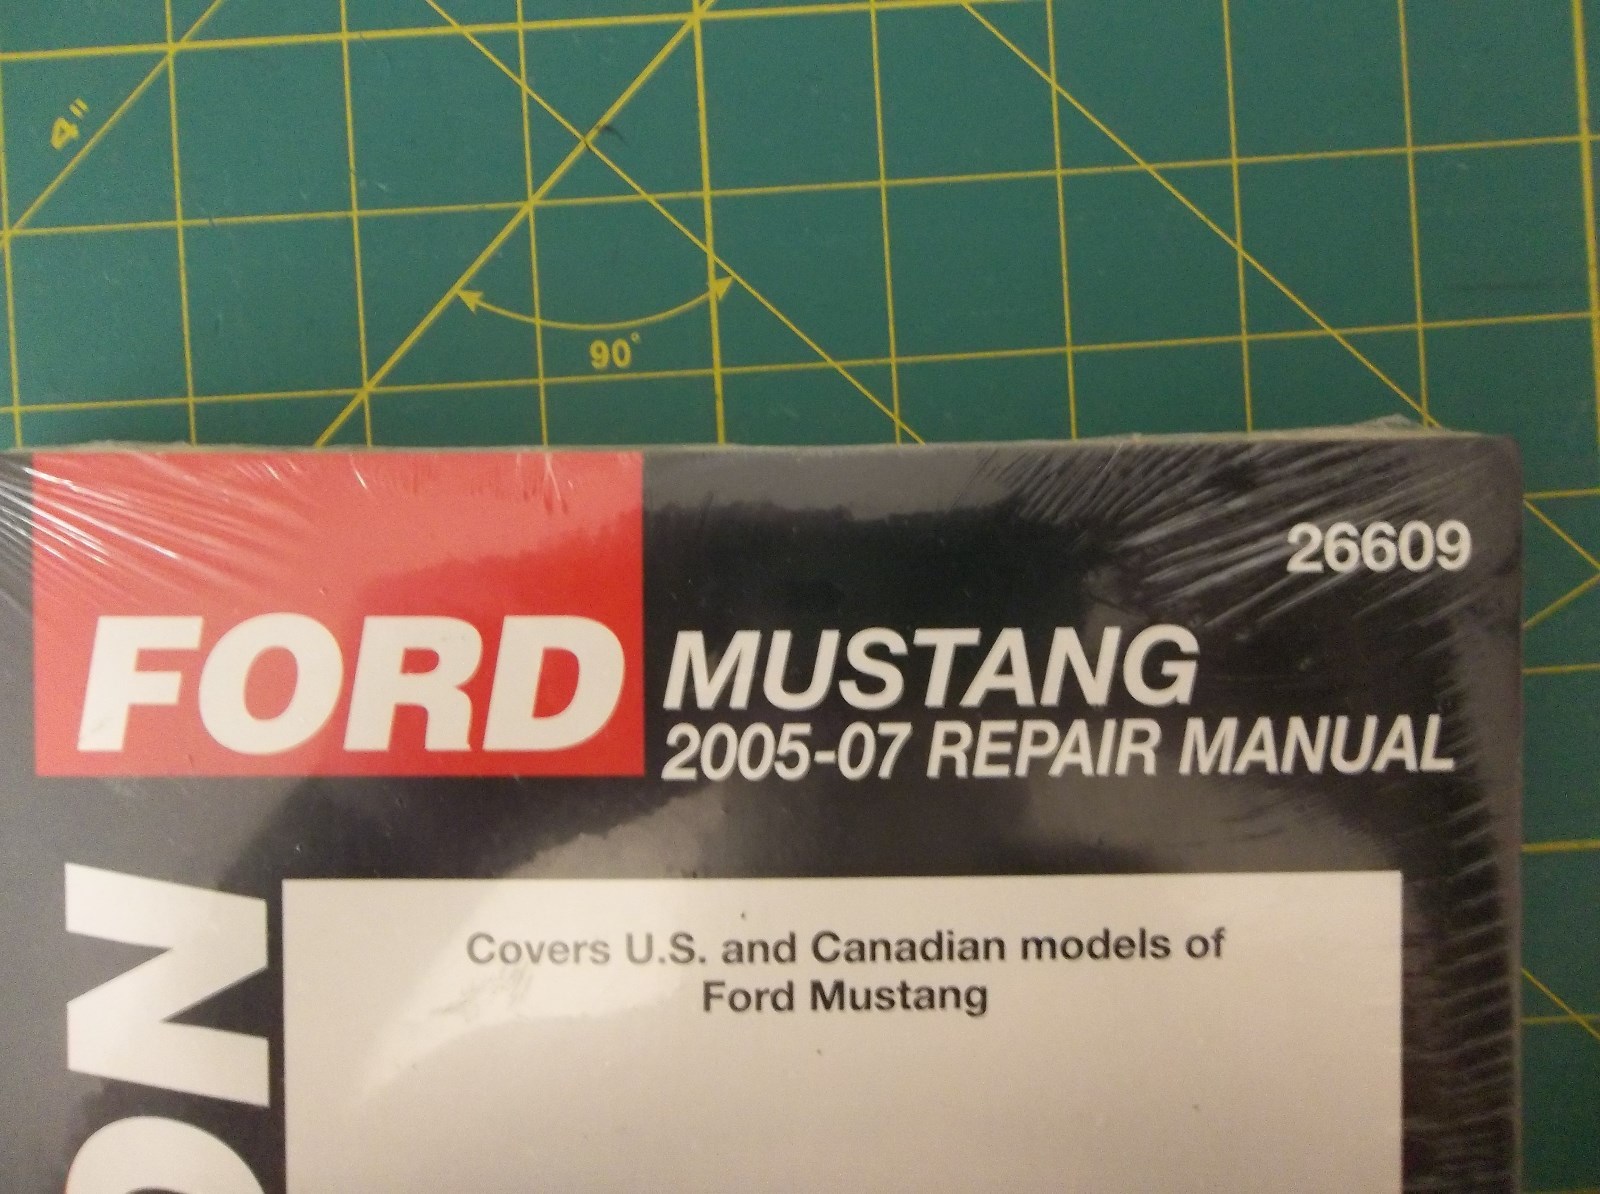 4"
90°
26609
FORD MUSTANG
2005-07 REPAIR MANUAL
Covers U.S. and Canadian models of
Ford Mustang